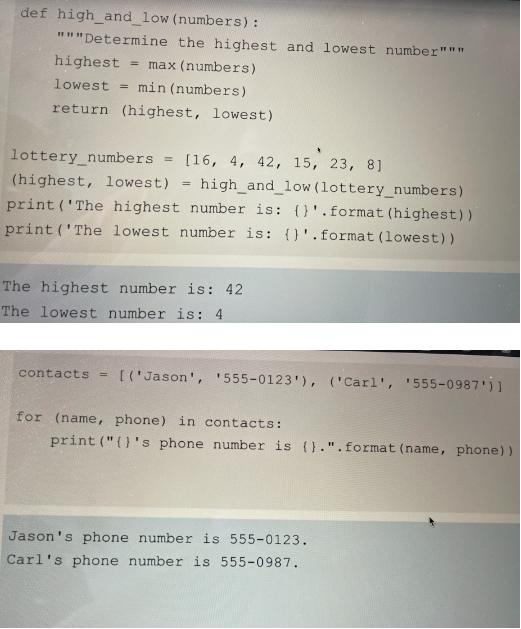 def high_and_low(numbers):
    """Determine the highest and lowest number"""
    highest = max(numbers)
    lowest = min(numbers)
    return (highest, lowest)
lottery_numbers = [16, 4, 42, 15, 23, 8]
(highest, lowest) = high_and_low(lottery_numbers)
print('The highest number is: {}'.format(highest))
print('The lowest number is: {}'.format(lowest))
The highest number is: 42
The lowest number is: 4
contacts = [('Jason', '555-0123'), ('Carl', '555-0987')]
for (name, phone) in contacts:
    print("{}'s phone number is {}.".format(name, phone))
Jason's phone number is 555-0123.
Carl's phone number is 555-0987.